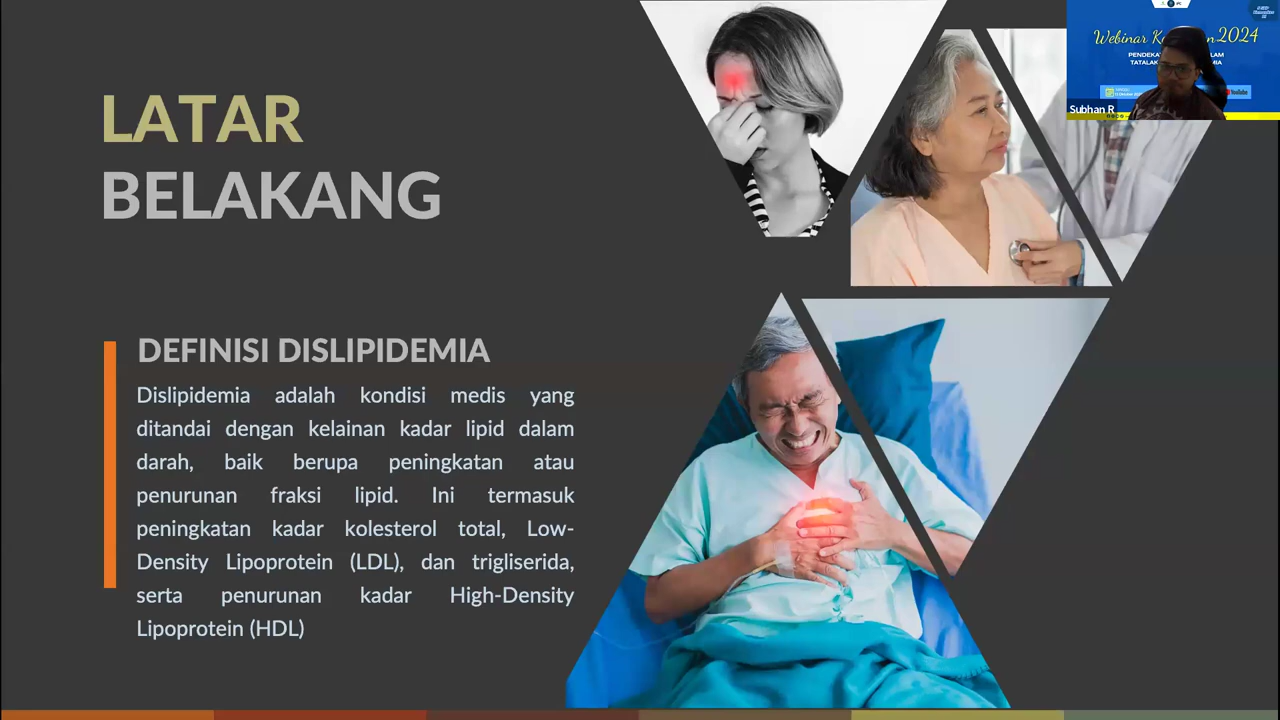 LATAR
BELAKANG
DEFINISI DISLIPIDEMIA
Dislipidemia adalah kondisi medis yang
ditandai dengan kelainan kadar lipid dalam
darah, baik berupa peningkatan atau
penurunan fraksi lipid. Ini termasuk
peningkatan kadar kolesterol total, Low-
Density Lipoprotein (LDL), dan trigliserida,
serta penurunan kadar High-Density
Lipoprotein (HDL)
Webinar 2024
YouTube
Subhan R